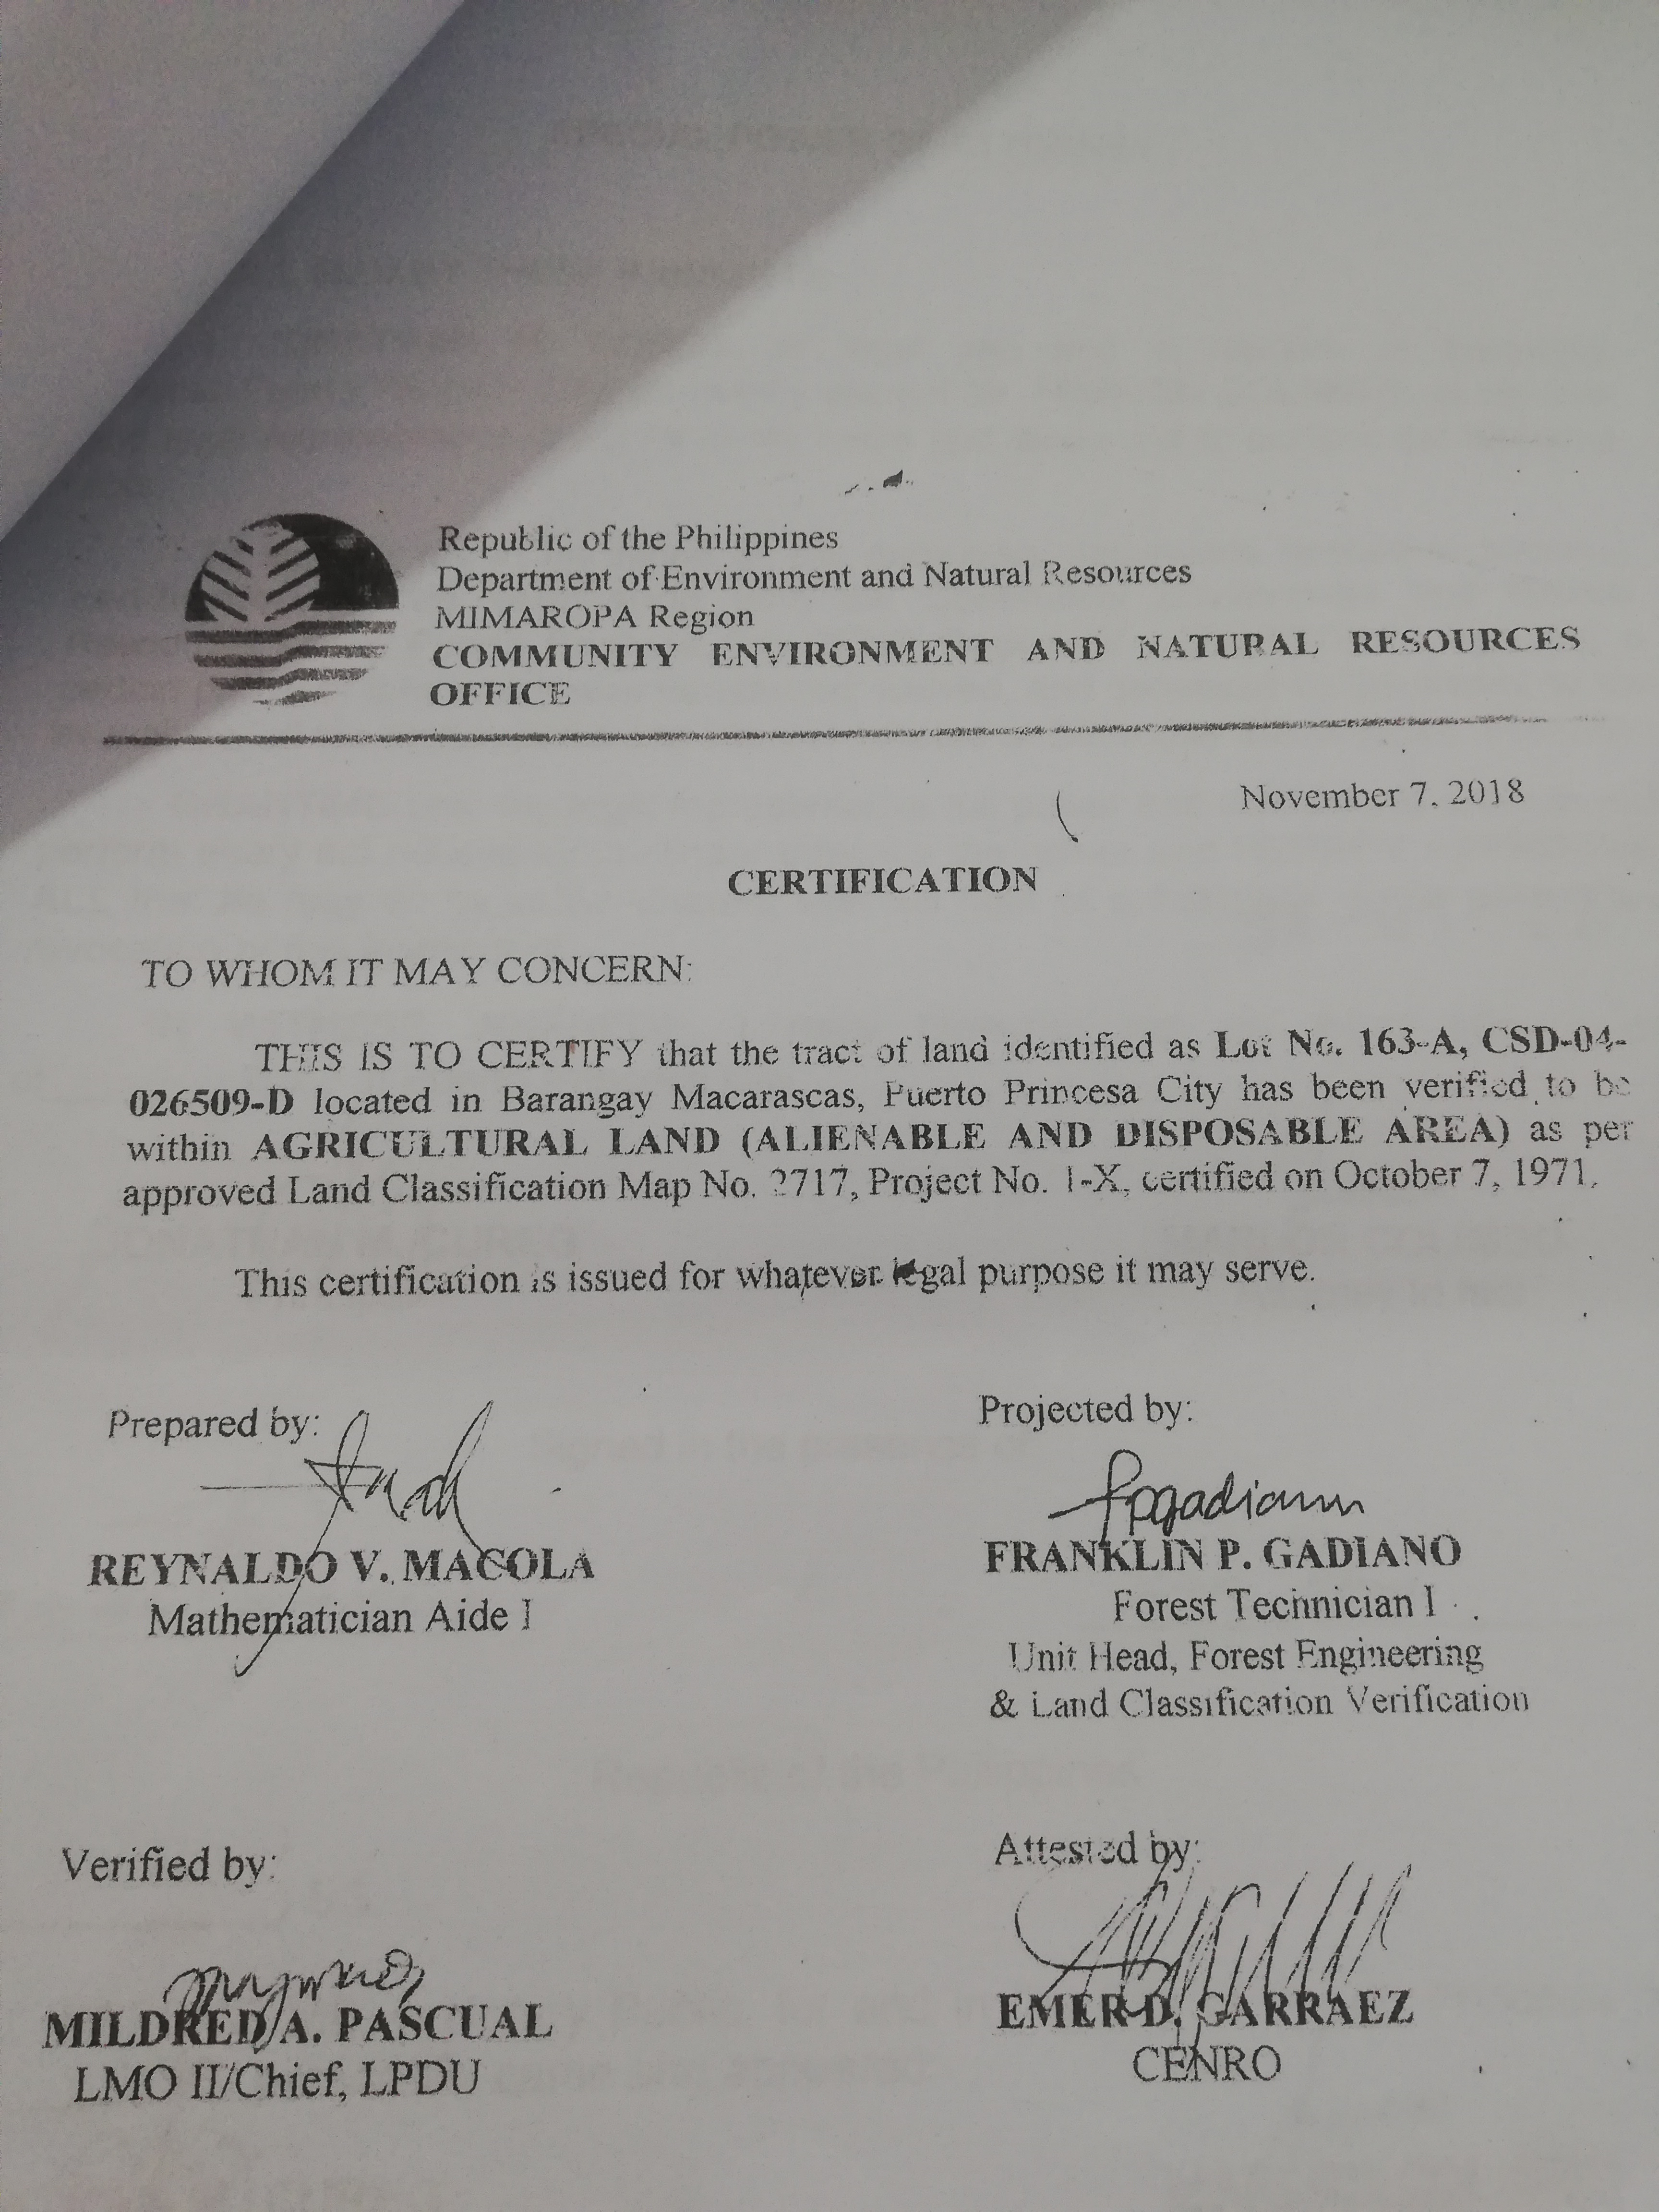 Republic of the Philippines
Department of Environment and Natural Resources
MIMAROPA Region
COMMUNITY ENVIRONMENT AND NATURAL RESOURCES
OFFICE
November 7, 2018
CERTIFICATION
TO WHOM IT MAY CONCERN:
THIS IS TO CERTIFY that the tract of land identified as Lot No. 163-A, CSD-04-
026509-D located in Barangay Macarascas, Puerto Princesa City has been verified to be
within AGRICULTURAL LAND (ALIENABLE AND DISPOSABLE AREA) as per
approved Land Classification Map No. 2717, Project No. 1-X, certified on October 7, 1971.
This certification is issued for whatever legal purpose it may serve.
Prepared by:
REYNALDO V. MACOLA
Mathematician Aide I
Projected by:
FRANKLIN P. GADIANO
Forest Technician I
Unit Head, Forest Engineering
& Land Classification Verification
Verified by:
MILDRED A. PASCUAL
LMO II/Chief, LPDU
Attested by:
EMER D. GARRAEZ
CENRO